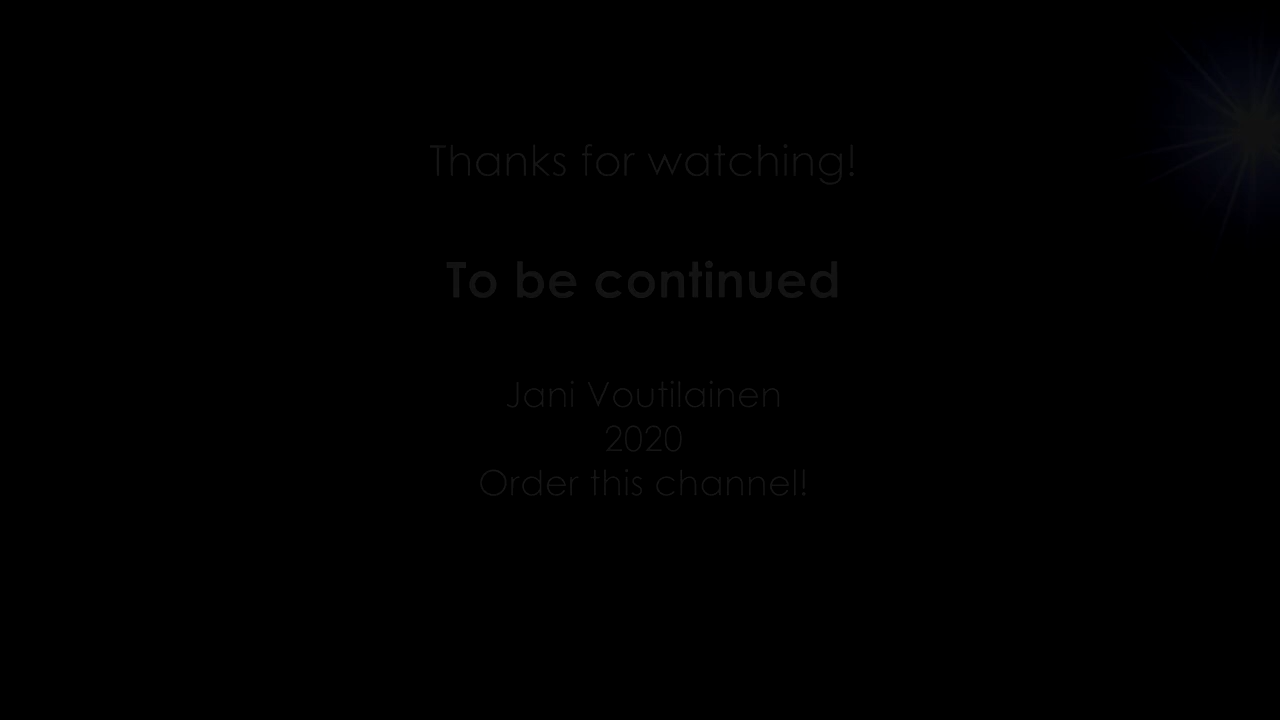 Thanks for watching!
To be continued
Jani Voutilainen
2020
Order this channel!